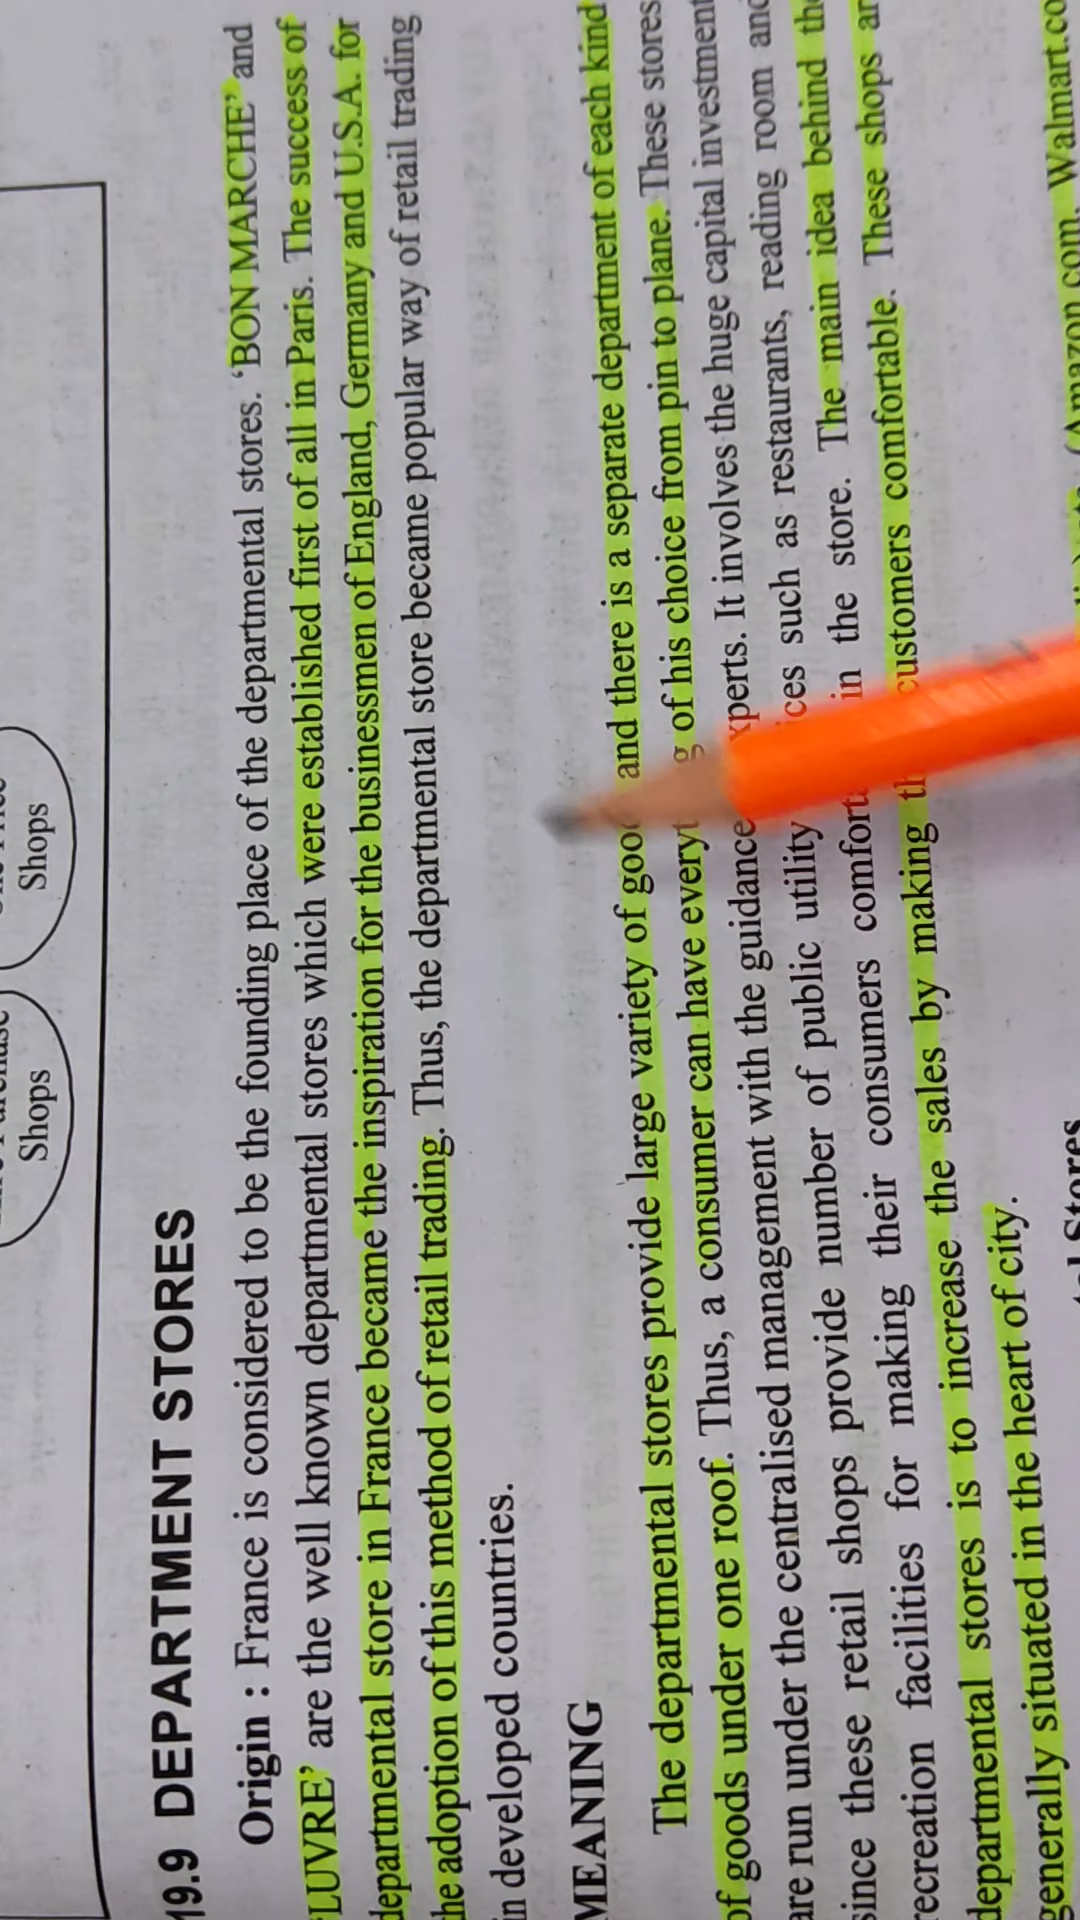 Shops
Shops
19.9 DEPARTMENT STORES
Origin : France is considered to be the founding place of the departmental stores. ‘BON MARCHE’ and
‘LUVRE’ are the well known departmental stores which were established first of all in Paris. The success of
departmental store in France became the inspiration for the businessmen of England, Germany and U.S.A. for
the adoption of this method of retail trading. Thus, the departmental store became popular way of retail trading
in developed countries.
MEANING
The departmental stores provide large variety of goo and there is a separate department of each kind
of goods under one roof. Thus, a consumer can have everyt g of his choice from pin to plane. These stores
are run under the centralised management with the guidance xperts. It involves the huge capital investment
since these retail shops provide number of public utility ices such as restaurants, reading room and
recreation facilities for making their consumers comfort in the store. The main idea behind th
departmental stores is to increase the sales by making th customers comfortable. These shops ar
generally situated in the heart of city.
Stores
(Amazon.com, Walmart.co